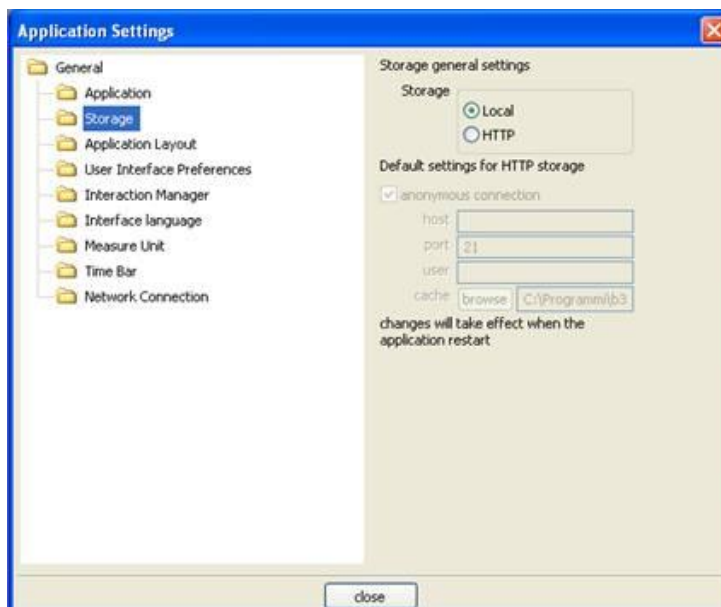 Application Settings
General
Application
Storage
Application Layout
User Interface Preferences
Interaction Manager
Interface language
Measure Unit
Time Bar
Network Connection
Storage general settings
Storage
Local
HTTP
Default settings for HTTP storage
anonymous connection
host
port 21
user
cache browse C:\Programmi\b3
changes will take effect when the
application restart
close